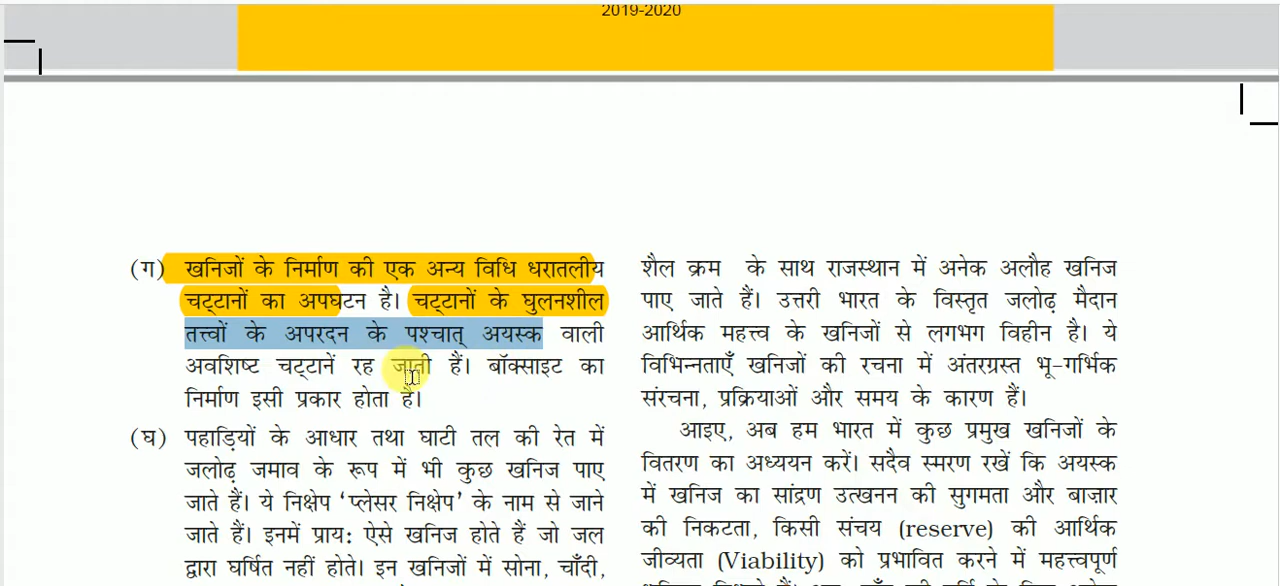 2019-2020
(ग) खनिजों के निर्माण की एक अन्य विधि धरातलीय
चट्टानों का अपघटन है। चट्टानों के घुलनशील
तत्त्वों के अपरदन के पश्चात् अयस्क वाली
अवशिष्ट चट्टानें रह जाती हैं। बॉक्साइट का
निर्माण इसी प्रकार होता है।
(घ) पहाड़ियों के आधार तथा घाटी तल की रेत में
जलोढ़ जमाव के रूप में भी कुछ खनिज पाए
जाते हैं। ये निक्षेप ‘प्लेसर निक्षेप’ के नाम से जाने
जाते हैं। इनमें प्राय: ऐसे खनिज होते हैं जो जल
द्वारा घर्षित नहीं होते। इन खनिजों में सोना, चाँदी,
शैल क्रम के साथ राजस्थान में अनेक अलौह खनिज
पाए जाते हैं। उत्तरी भारत के विस्तृत जलोढ़ मैदान
आर्थिक महत्त्व के खनिजों से लगभग विहीन है। ये
विभिन्नताएँ खनिजों की रचना में अंतरग्रस्त भू-गर्भिक
संरचना, प्रक्रियाओं और समय के कारण हैं।
आइए, अब हम भारत में कुछ प्रमुख खनिजों के
वितरण का अध्ययन करें। सदैव स्मरण रखें कि अयस्क
में खनिज का सांद्रण उत्खनन की सुगमता और बाज़ार
की निकटता, किसी संचय (reserve) की आर्थिक
जीव्यता (Viability) को प्रभावित करने में महत्त्वपूर्ण